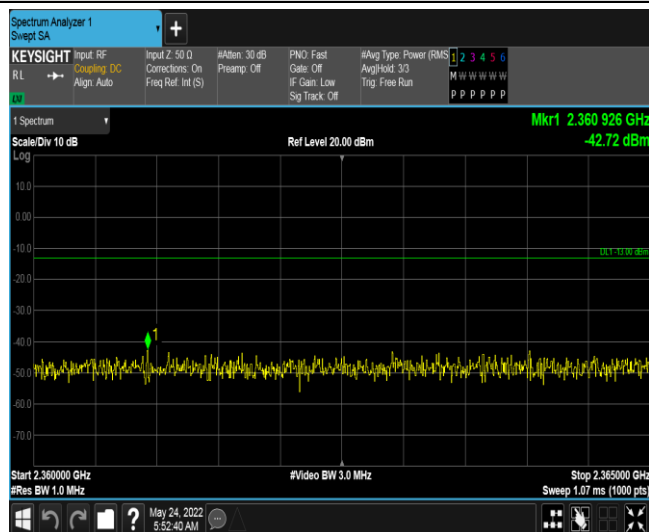 Spectrum Analyzer 1
Swept SA
KEYSIGHT
RL
LXI
Input: RF
Coupling: DC
Align: Auto
Input Z: 50 Ω
Corrections: On
Freq Ref: Int (S)
#Atten: 30 dB
Preamp: Off
PNO: Fast
Gate: Off
IF Gain: Low
Sig Track: Off
#Avg Type: Power (RMS
Avg|Hold: 3/3
Trig: Free Run
1 2 3 4 5 6
M W W W W W
P P P P P P
1 Spectrum
Mkr1 2.360 926 GHz
-42.72 dBm
Scale/Div 10 dB
Ref Level 20.00 dBm
Log
10.0
0.00
-10.0
DL1 -13.00 dBm
-20.0
-30.0
1
-40.0
-50.0
-60.0
-70.0
Start 2.360000 GHz
#Video BW 3.0 MHz
Stop 2.365000 GHz
#Res BW 1.0 MHz
Sweep 1.07 ms (1000 pts)
?
May 24, 2022
5:52:40 AM